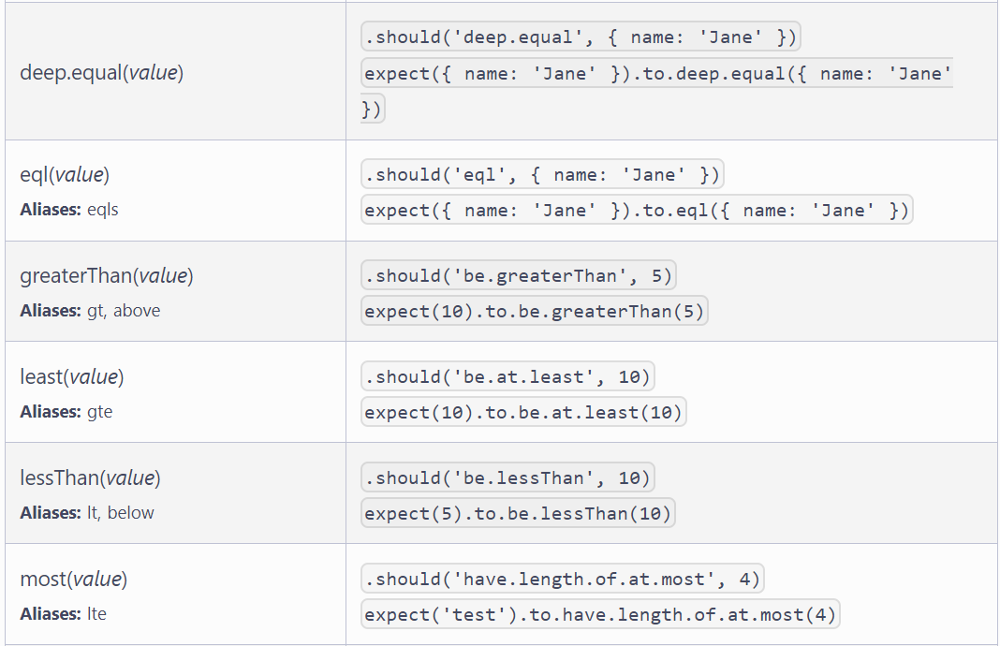 deep.equal(value)
.should('deep.equal', { name: 'Jane' })
expect({ name: 'Jane' }).to.deep.equal({ name: 'Jane'
})
eql(value)
Aliases: eqls
.should('eql', { name: 'Jane' })
expect({ name: 'Jane' }).to.eql({ name: 'Jane' })
greaterThan(value)
Aliases: gt, above
.should('be.greaterThan', 5)
expect(10).to.be.greaterThan(5)
least(value)
Aliases: gte
.should('be.at.least', 10)
expect(10).to.be.at.least(10)
lessThan(value)
Aliases: lt, below
.should('be.lessThan', 10)
expect(5).to.be.lessThan(10)
most(value)
Aliases: lte
.should('have.length.of.at.most', 4)
expect('test').to.have.length.of.at.most(4)